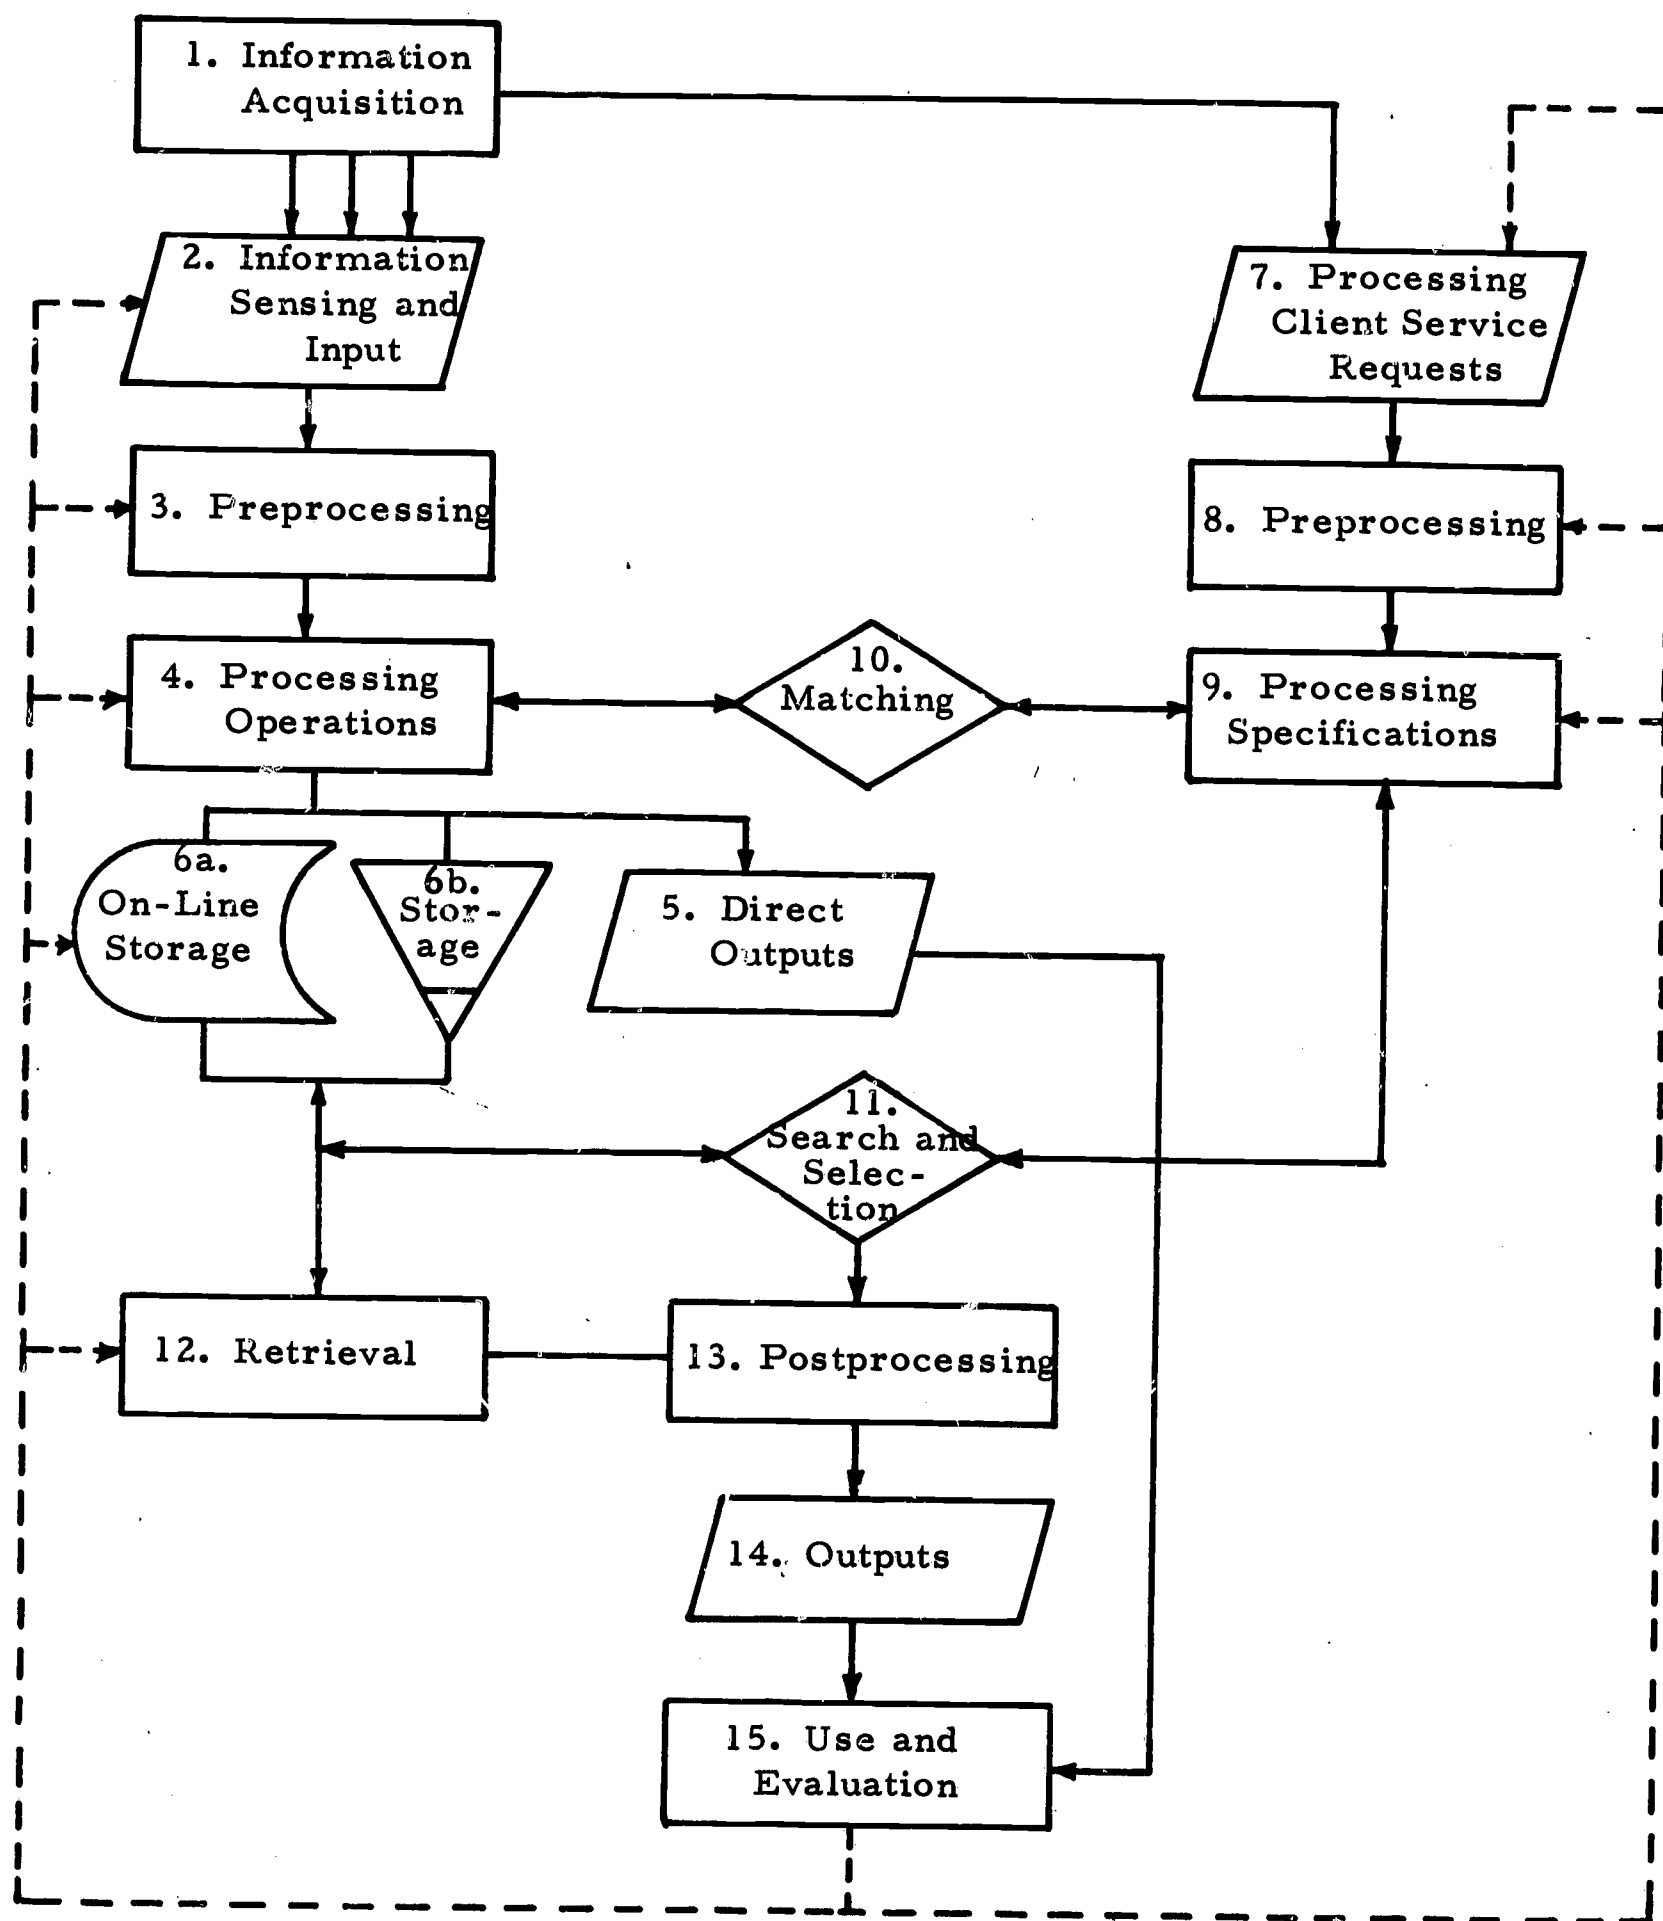 1. Information
Acquisition
2. Information
Sensing and
Input
3. Preprocessing
4. Processing
Operations
5. Direct
Outputs
6a.
On-Line
Storage
6b.
Stor-
age
7. Processing
Client Service
Requests
8. Preprocessing
9. Processing
Specifications
10.
Matching
11.
Search and
Selec-
tion
12. Retrieval
13. Postprocessing
14. Outputs
15. Use and
Evaluation